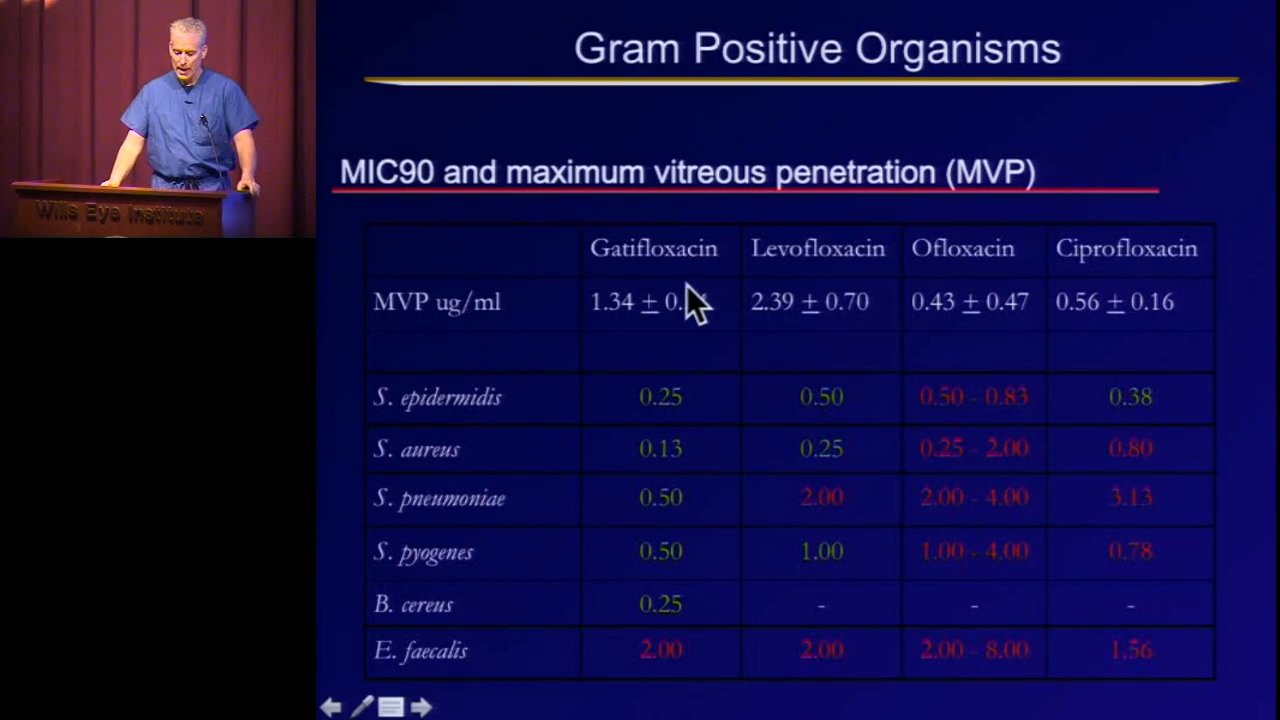 Gram Positive Organisms
Wills Eye Institute
MIC90 and maximum vitreous penetration (MVP)
Gatifloxacin Levofloxacin Ofloxacin Ciprofloxacin
MVP ug/ml 1.34 ± 2.39 ± 0.70 0.43 ± 0.47 0.56 ± 0.16
S. epidermidis 0.25 0.50 0.50 - 0.83 0.38
S. aureus 0.13 0.25 0.25 - 2.00 0.80
S. pneumoniae 0.50 2.00 2.00 - 4.00 3.13
S. pyogenes 0.50 1.00 1.00 - 4.00 0.78
B. cereus 0.25 - - -
E. faecalis 2.00 2.00 2.00 - 8.00 1.56